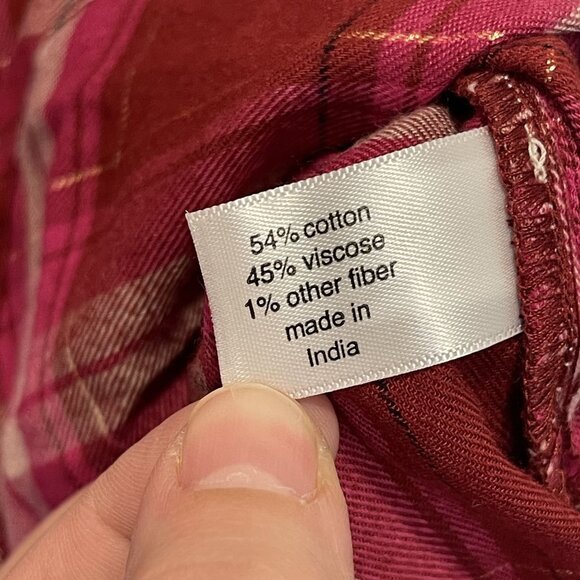 54% cotton
45% viscose
1% other fiber
made in
India